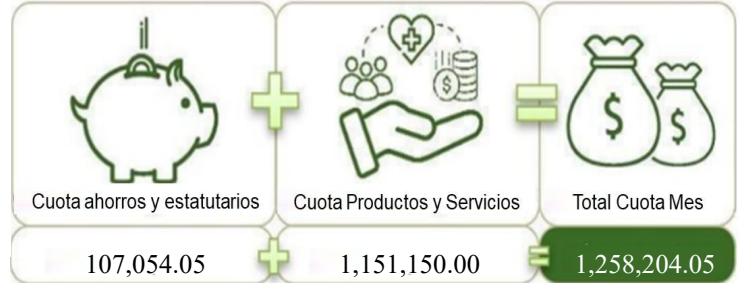 Cuota ahorros y estatutarios
Cuota Productos y Servicios
Total Cuota Mes
107,054.05
1,151,150.00
1,258,204.05